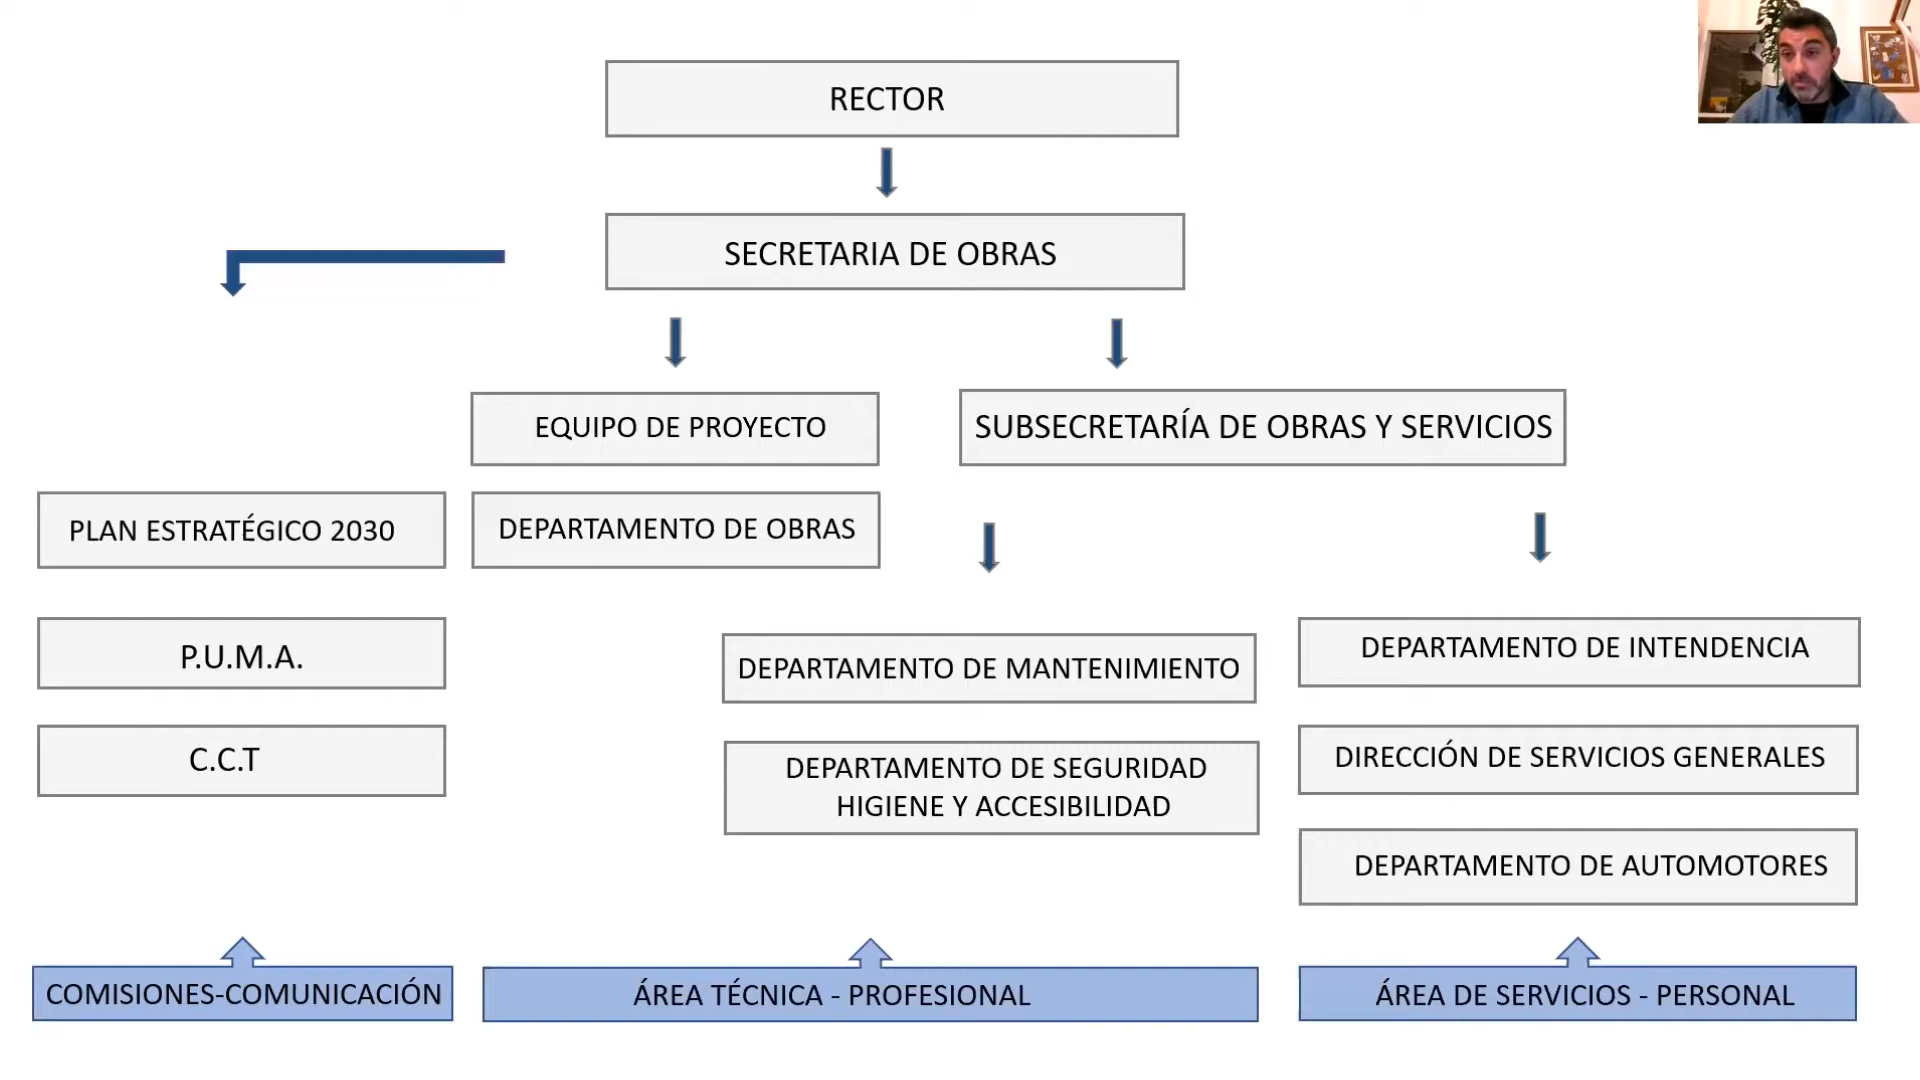 RECTOR
SECRETARIA DE OBRAS
EQUIPO DE PROYECTO
SUBSECRETARÍA DE OBRAS Y SERVICIOS
PLAN ESTRATÉGICO 2030
DEPARTAMENTO DE OBRAS
P.U.M.A.
DEPARTAMENTO DE MANTENIMIENTO
DEPARTAMENTO DE INTENDENCIA
C.C.T
DEPARTAMENTO DE SEGURIDAD
HIGIENE Y ACCESIBILIDAD
DIRECCIÓN DE SERVICIOS GENERALES
DEPARTAMENTO DE AUTOMOTORES
COMISIONES-COMUNICACIÓN
ÁREA TÉCNICA - PROFESIONAL
ÁREA DE SERVICIOS - PERSONAL